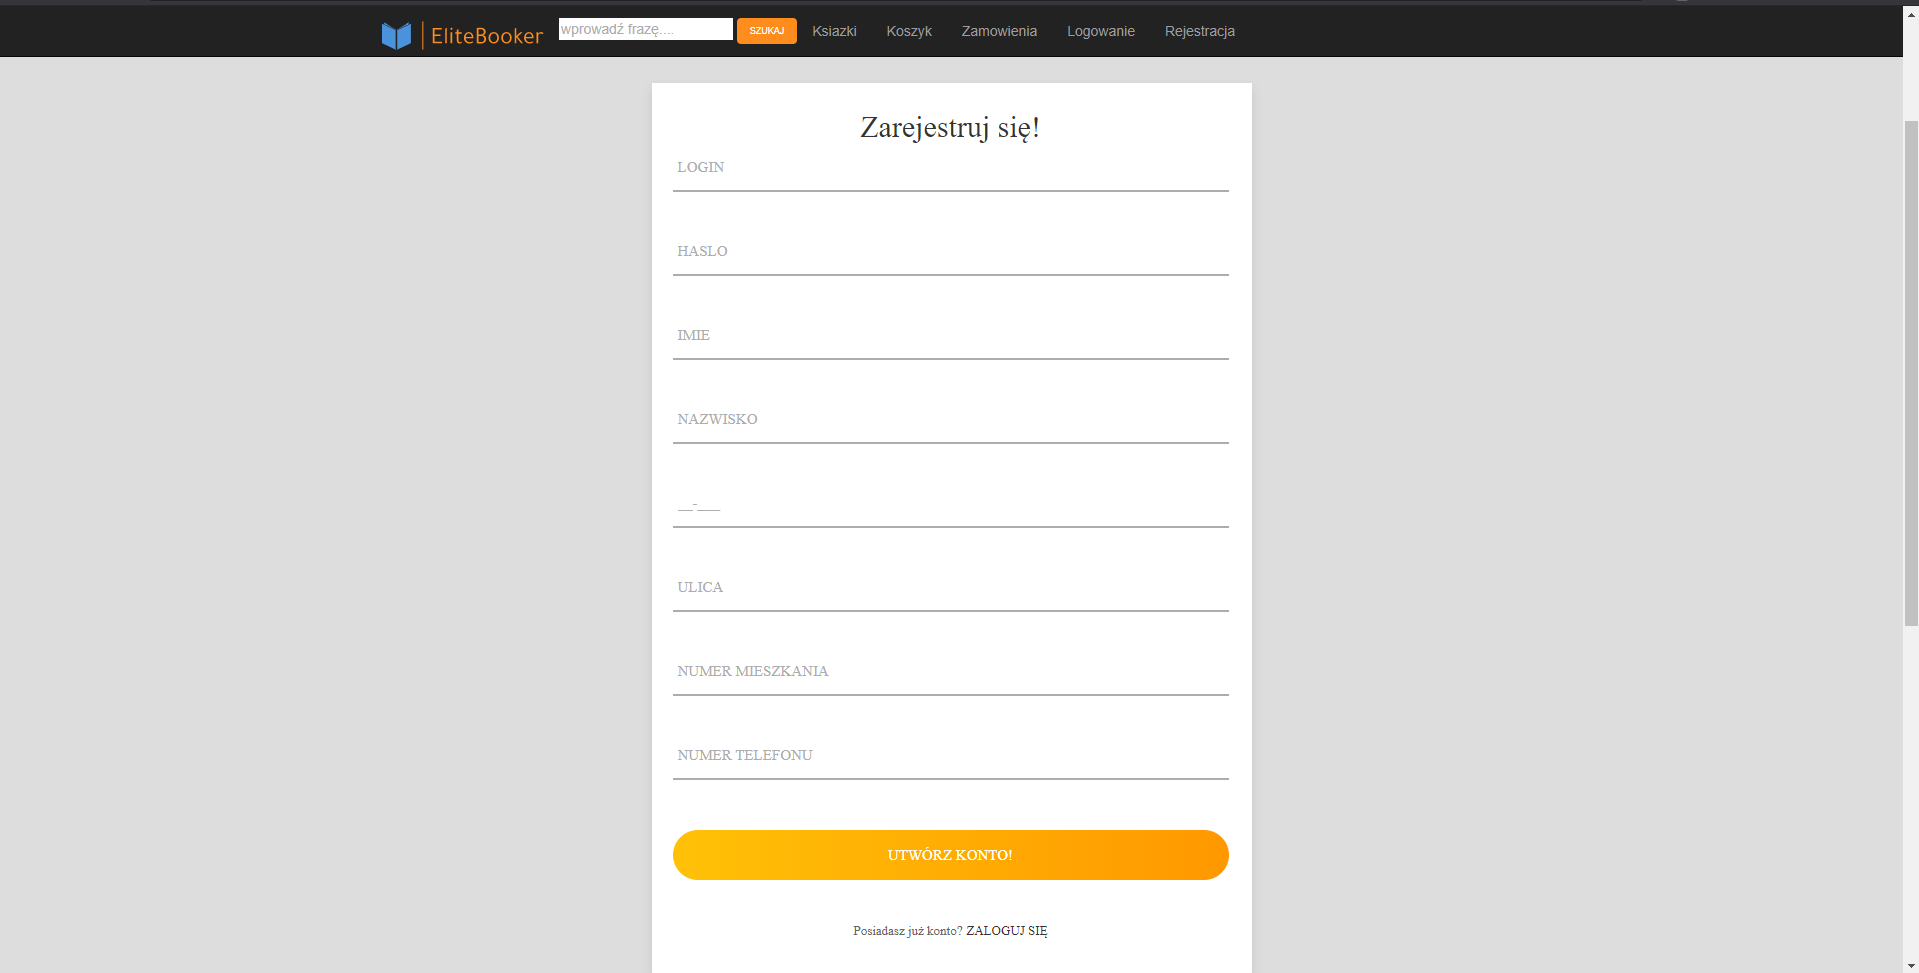 EliteBooker wprowadź frazę.... SZUKAJ Ksiazki Koszyk Zamowienia Logowanie Rejestracja
Zarejestruj się!
LOGIN
HASLO
IMIE
NAZWISKO
__-___
ULICA
NUMER MIESZKANIA
NUMER TELEFONU
UTWÓRZ KONTO!
Posiadasz już konto? ZALOGUJ SIĘ